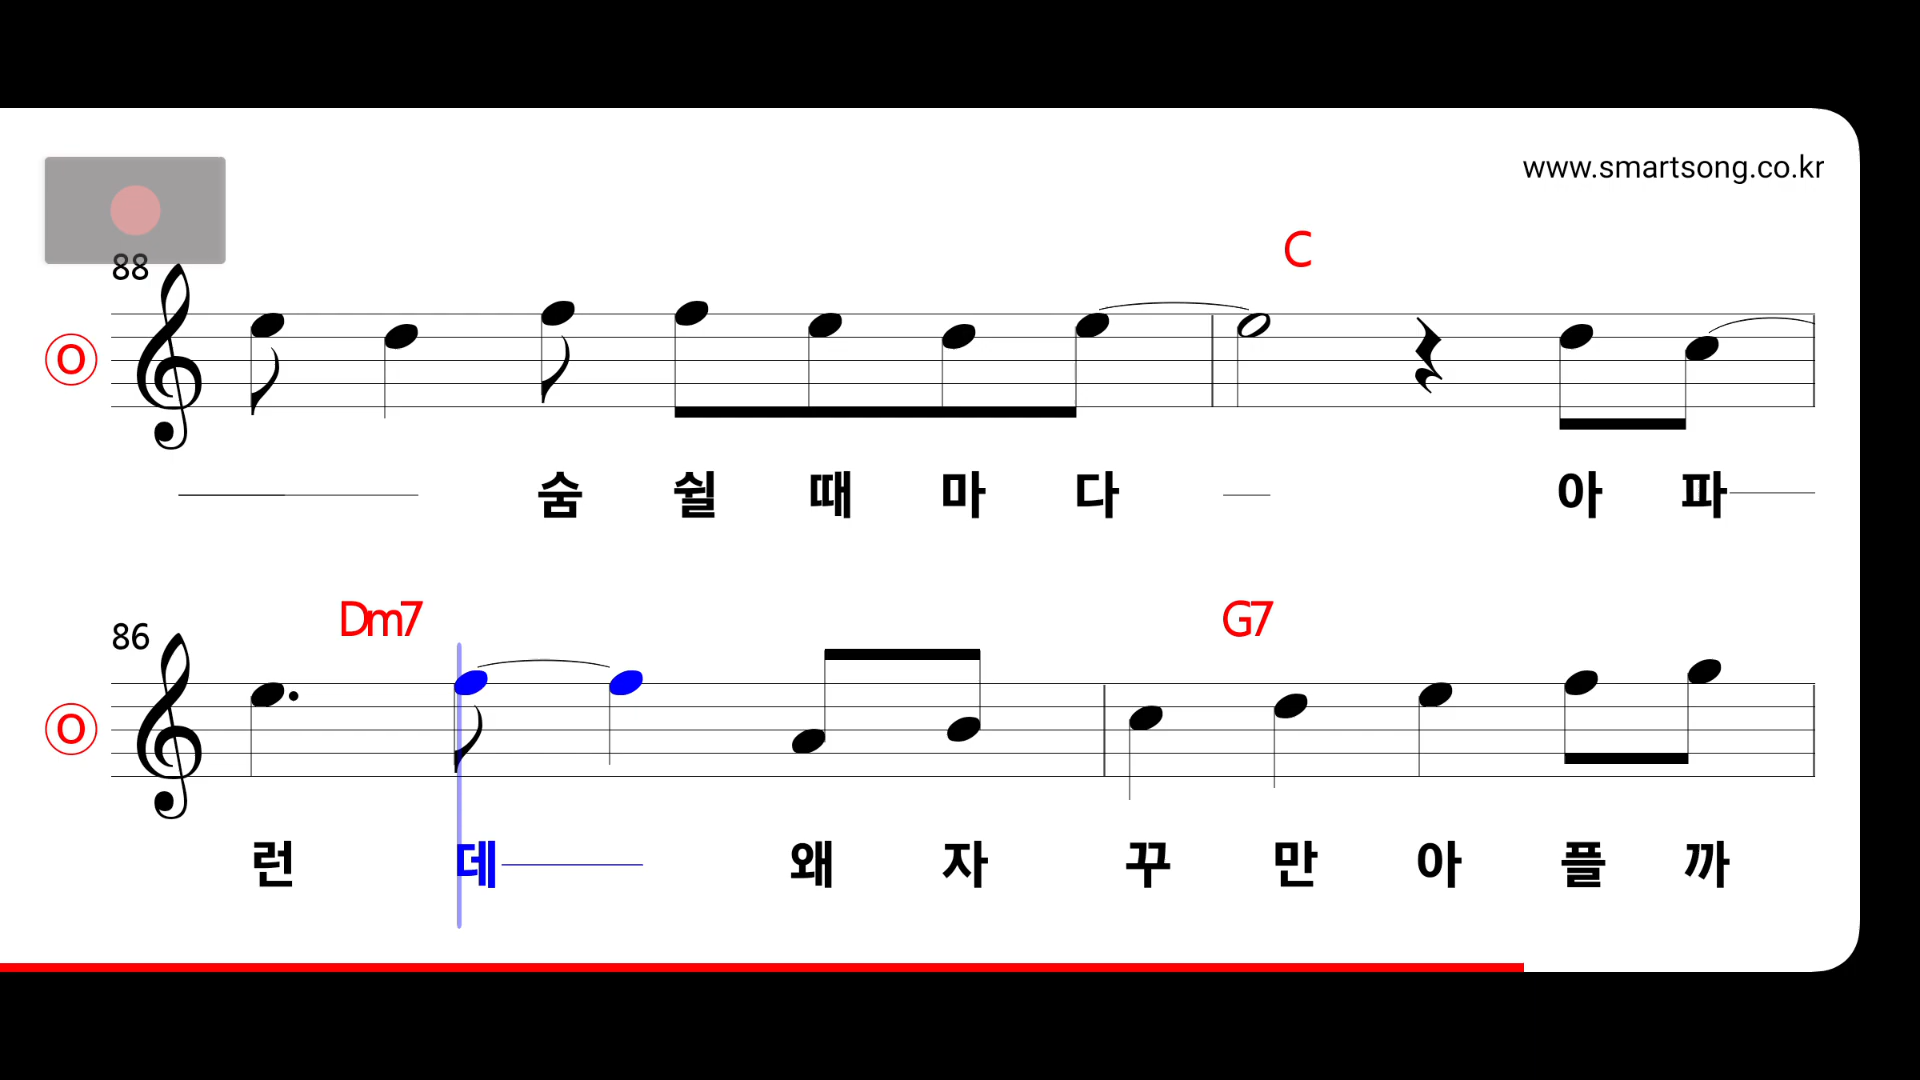 www.smartsong.co.kr
C
88
O
숨 쉴 때 마 다 아 파
Dm7 G7
86
O
런 데 왜 자 꾸 만 아 플 까